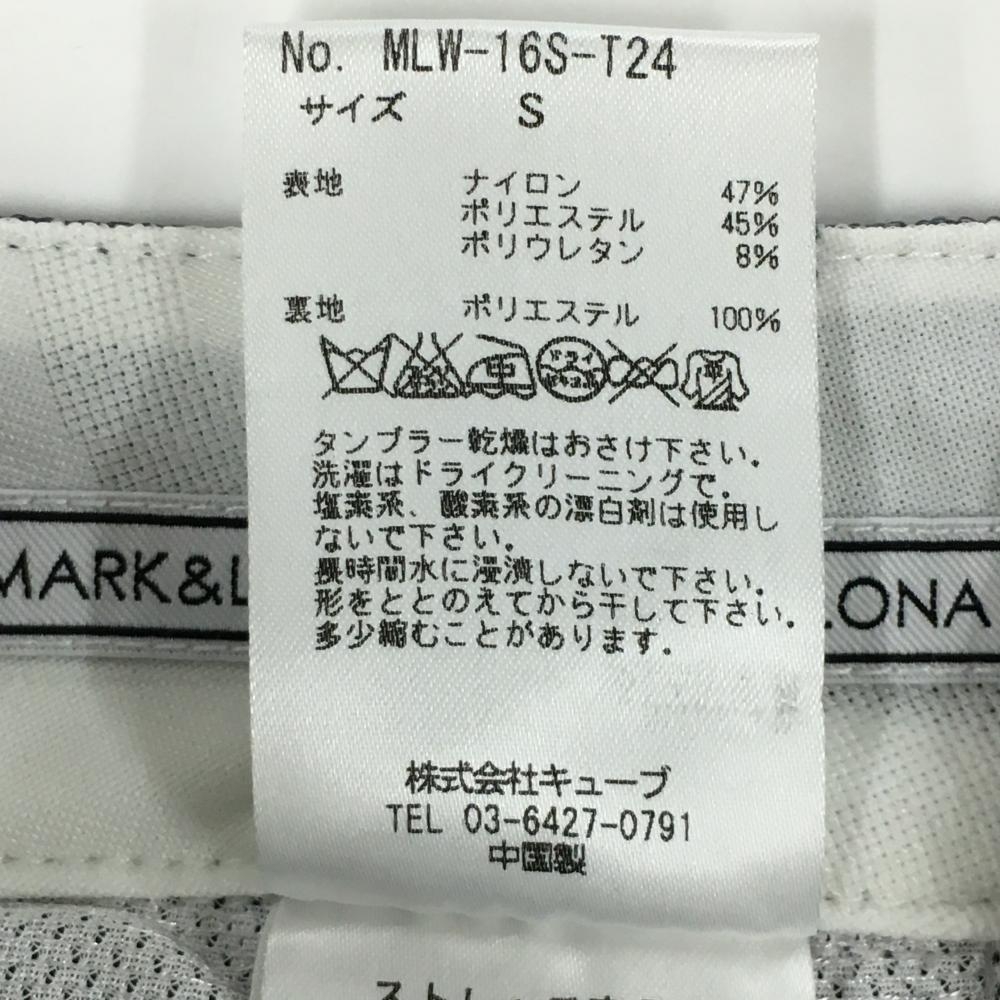 No. MLW-16S-T24
サイズ S
表地 ナイロン 47%
ポリエステル 45%
ポリウレタン 8%
裏地 ポリエステル 100%
ドライ
タンブラー乾燥はおさけ下さい。
洗濯はドライクリーニングで。
塩素系、酸素系の漂白剤は使用し
ないで下さい。
長時間水に浸漬しないで下さい。
形をととのえてから干して下さい。
多少縮むことがあります。
MARK&L
LONA
株式会社キューブ
TEL 03-6427-0791
中国製